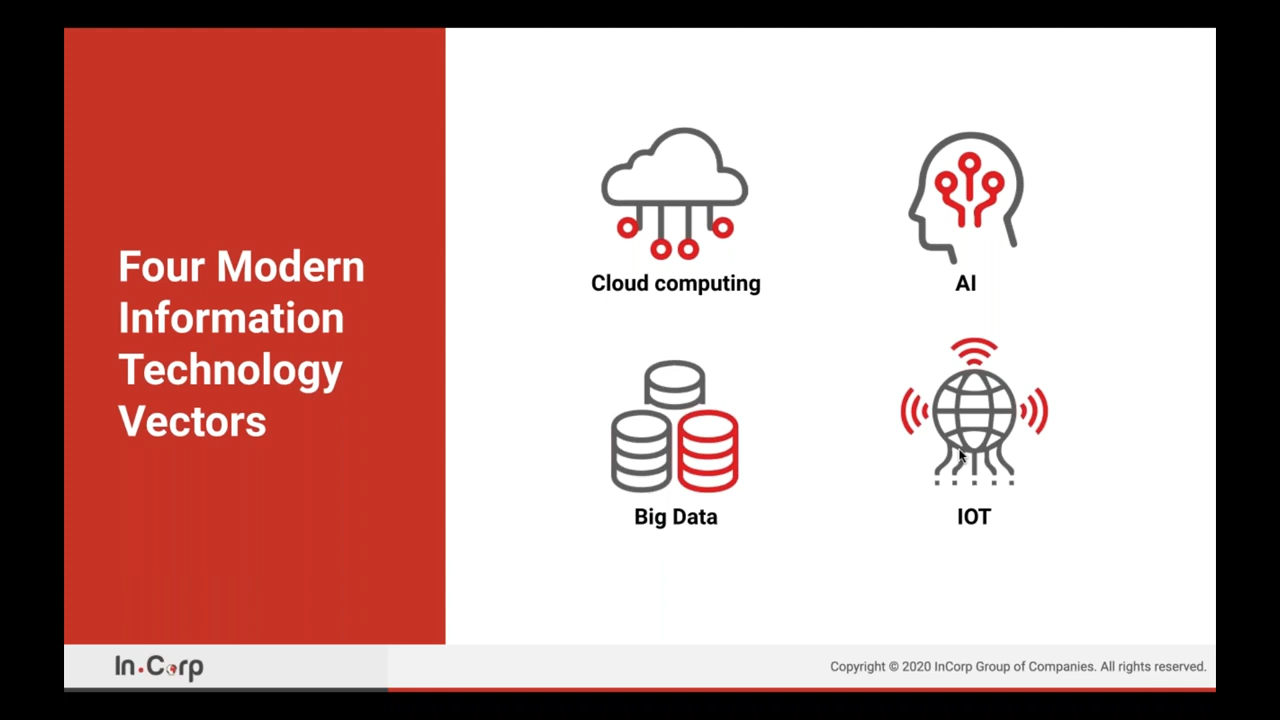 Four Modern
Information
Technology
Vectors
Cloud computing
AI
Big Data
IOT
In.Corp
Copyright © 2020 InCorp Group of Companies. All rights reserved.